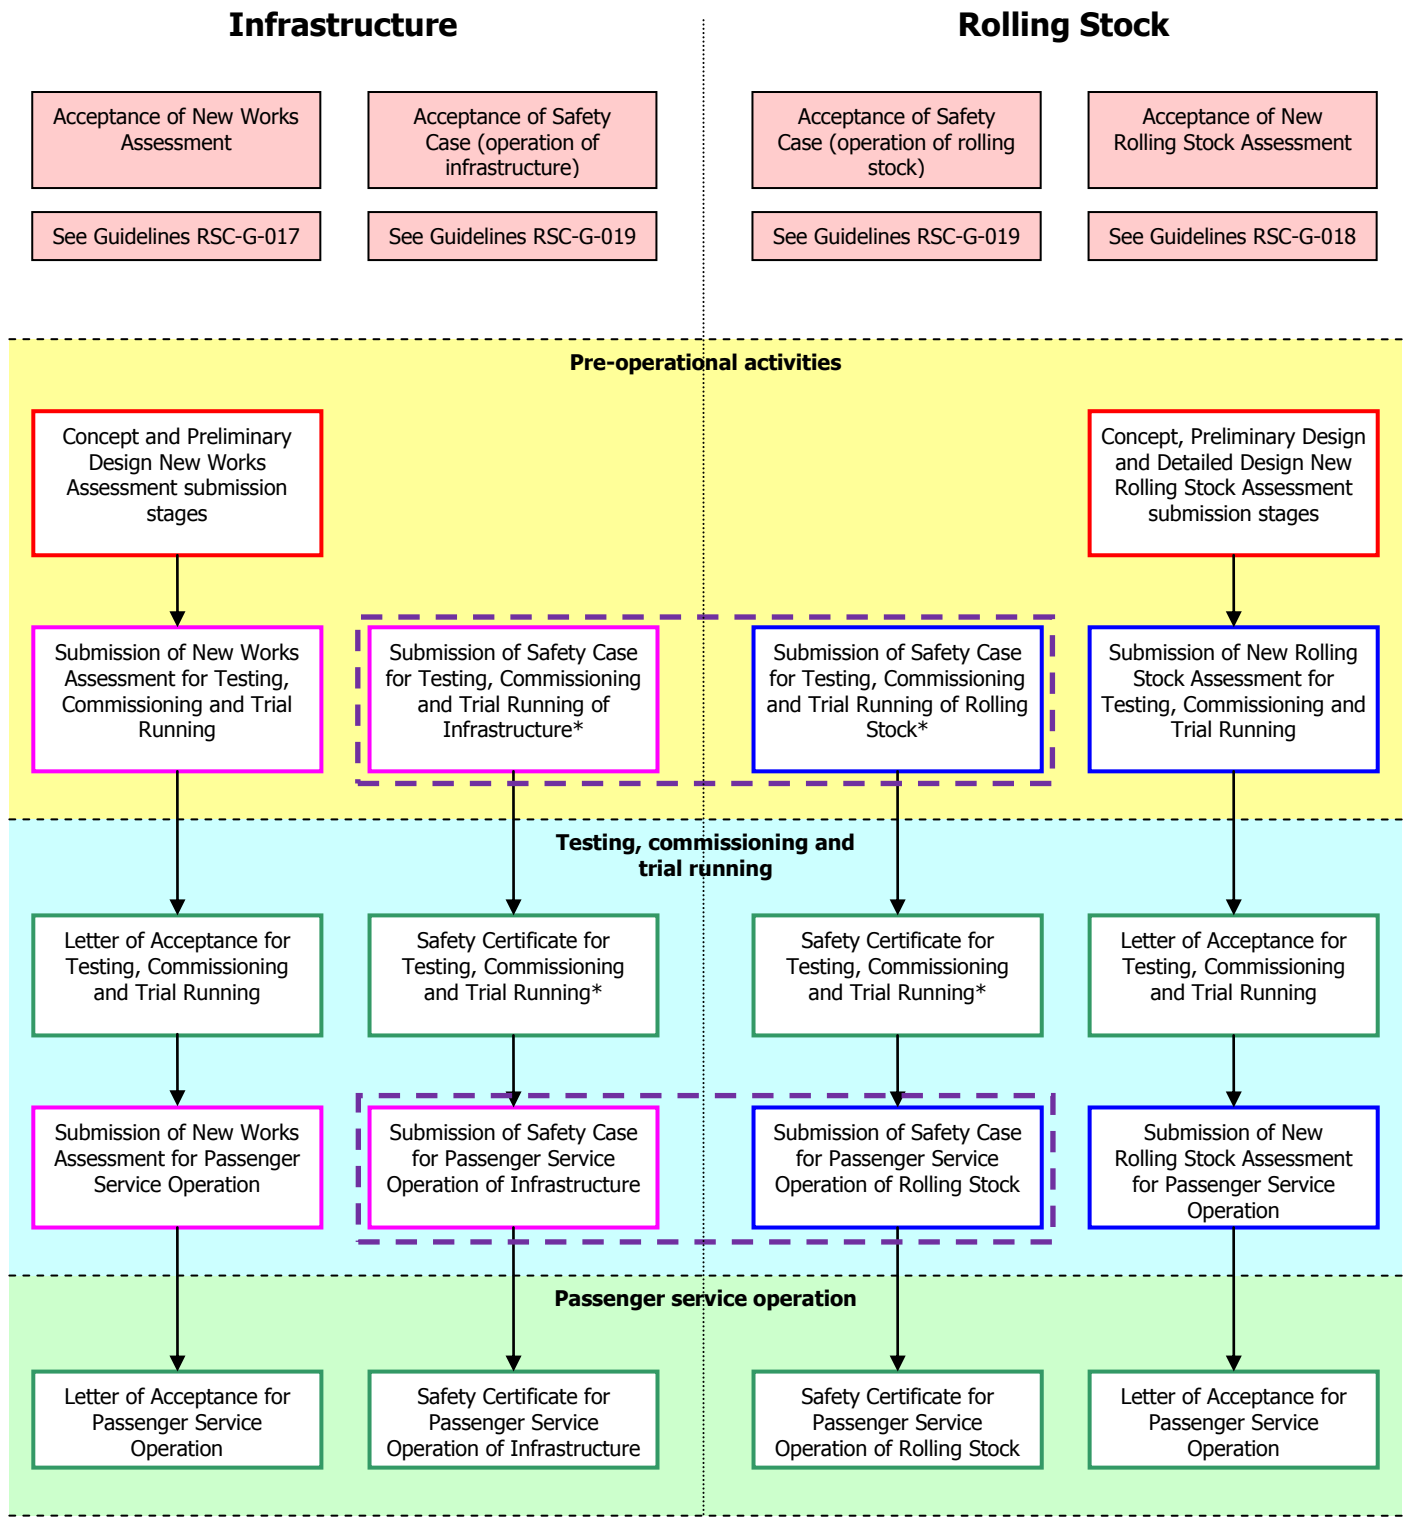 Infrastructure
Rolling Stock
Acceptance of New Works
Assessment
Acceptance of Safety
Case (operation of
infrastructure)
Acceptance of Safety
Case (operation of rolling
stock)
Acceptance of New
Rolling Stock Assessment
See Guidelines RSC-G-017
See Guidelines RSC-G-019
See Guidelines RSC-G-019
See Guidelines RSC-G-018
Pre-operational activities
Concept and Preliminary
Design New Works
Assessment submission
stages
Concept, Preliminary Design
and Detailed Design New
Rolling Stock Assessment
submission stages
Submission of New Works
Assessment for Testing,
Commissioning and Trial
Running
Submission of Safety Case
for Testing, Commissioning
and Trial Running of
Infrastructure*
Submission of Safety Case
for Testing, Commissioning
and Trial Running of Rolling
Stock*
Submission of New Rolling
Stock Assessment for
Testing, Commissioning and
Trial Running
Testing, commissioning and
trial running
Letter of Acceptance for
Testing, Commissioning
and Trial Running
Safety Certificate for
Testing, Commissioning
and Trial Running*
Safety Certificate for
Testing, Commissioning
and Trial Running*
Letter of Acceptance for
Testing, Commissioning
and Trial Running
Submission of New Works
Assessment for Passenger
Service Operation
Submission of Safety Case
for Passenger Service
Operation of Infrastructure
Submission of Safety Case
for Passenger Service
Operation of Rolling Stock
Submission of New
Rolling Stock Assessment
for Passenger Service
Operation
Passenger service operation
Letter of Acceptance for
Passenger Service
Operation
Safety Certificate for
Passenger Service
Operation of Infrastructure
Safety Certificate for
Passenger Service
Operation of Rolling Stock
Letter of Acceptance for
Passenger Service
Operation